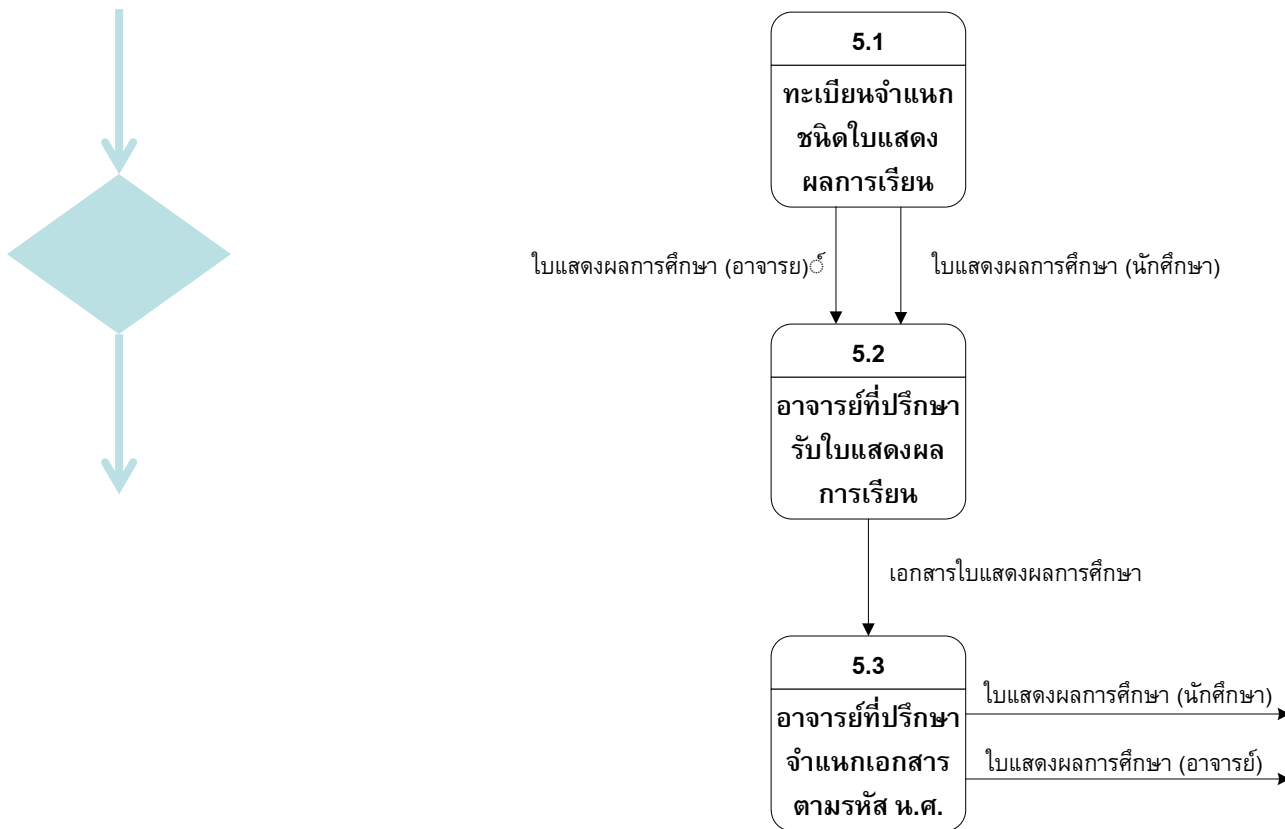 5.1
ทะเบียนจำแนก
ชนิดใบแสดง
ผลการเรียน
ใบแสดงผลการศึกษา (อาจารย)์
ใบแสดงผลการศึกษา (นักศึกษา)
5.2
อาจารย์ที่ปรึกษา
รับใบแสดงผล
การเรียน
เอกสารใบแสดงผลการศึกษา
5.3
อาจารย์ที่ปรึกษา
จำแนกเอกสาร
ตามรหัส น.ศ.
ใบแสดงผลการศึกษา (นักศึกษา)
ใบแสดงผลการศึกษา (อาจารย์)